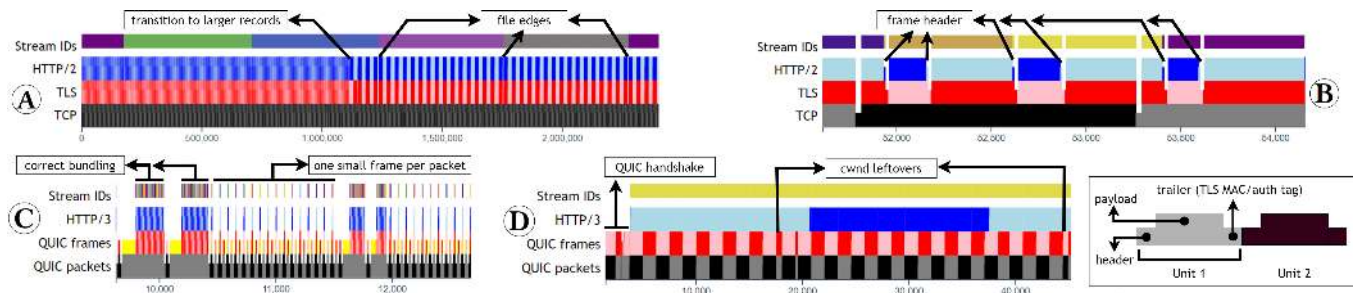 transition to larger records
file edges
Stream IDs
HTTP/2
TLS
TCP
A
0
500,000
1,000,000
1,500,000
2,000,000
frame header
Stream IDs
HTTP/2
TLS
TCP
B
82,000
82,500
83,000
83,500
84,000
correct bundling
one small frame per packet
Stream IDs
C
HTTP/3
QUIC frames
QUIC packets
10,000
11,000
12,000
QUIC handshake
cwnd leftovers
Stream IDs
D
HTTP/3
QUIC frames
QUIC packets
10,000
20,000
30,000
40,000
trailer (TLS MAC/auth tag)
payload
header
Unit 1
Unit 2